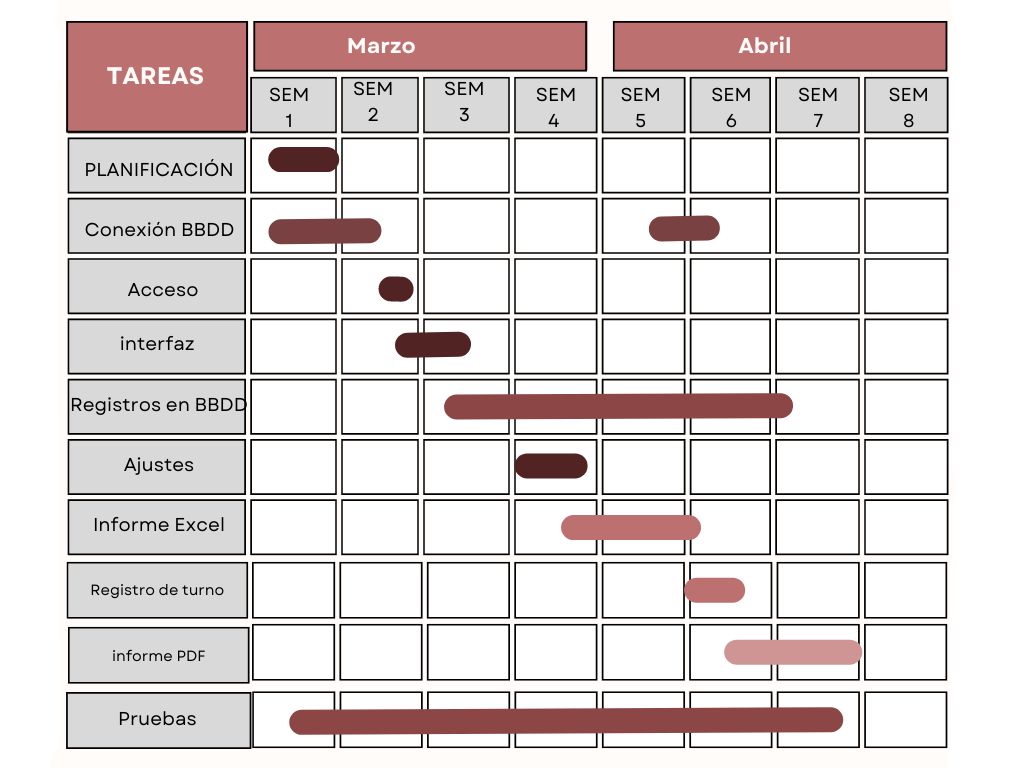 TAREAS
Marzo
Abril
SEM
1
SEM
2
SEM
3
SEM
4
SEM
5
SEM
6
SEM
7
SEM
8
PLANIFICACIÓN
Conexión BBDD
Acceso
interfaz
Registros en BBDD
Ajustes
Informe Excel
Registro de turno
informe PDF
Pruebas